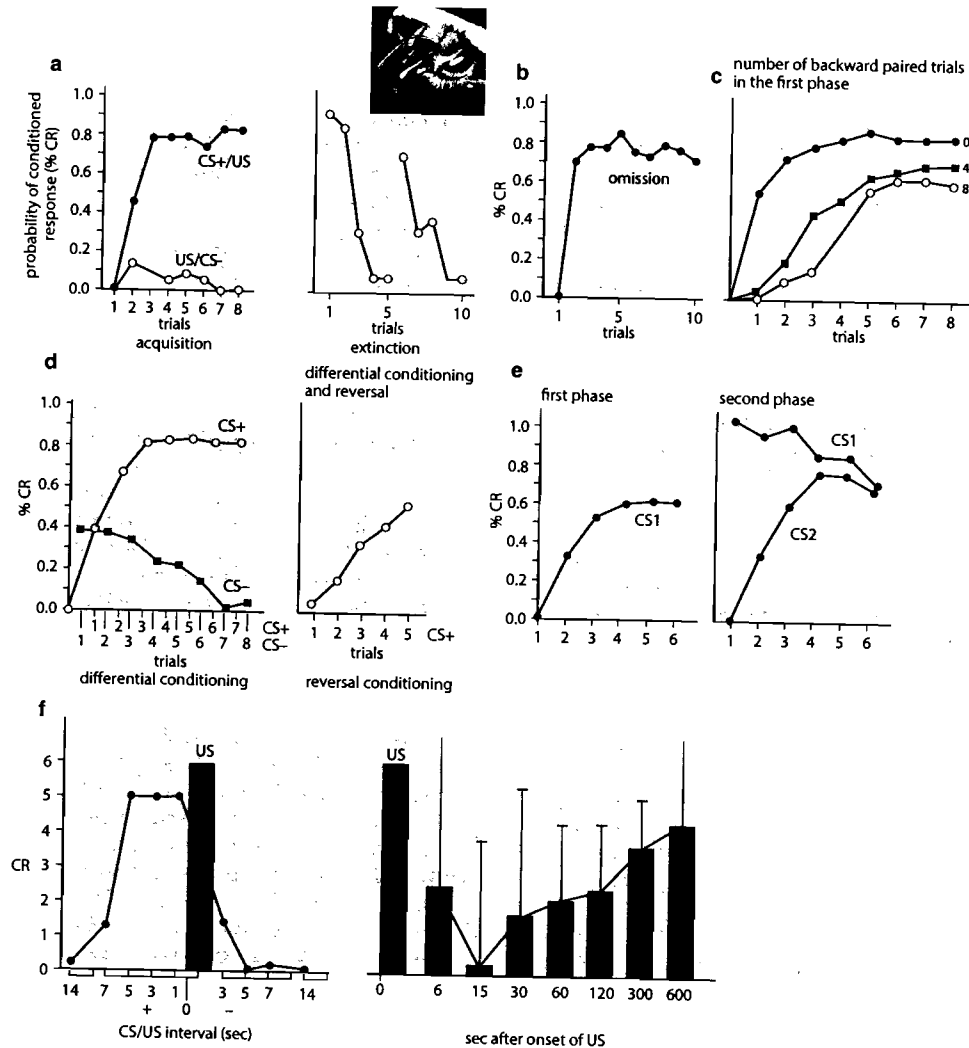 a
probability of conditioned
response (% CR)
1.0
0.8
0.6
0.4
0.2
0.0
CS+/US
US/CS-
1 2 3 4 5 6 7 8
trials
acquisition
1 5 10
trials
extinction
b
% CR
1.0
0.8
0.6
0.4
0.2
0.0
omission
1 5 10
trials
c
number of backward paired trials
in the first phase
0
4
8
1 2 3 4 5 6 7 8
trials
d
% CR
1.0
0.8
0.6
0.4
0.2
0.0
CS+
CS–
1 2 3 4 5 6 7 CS+
1 2 3 4 5 6 7 8 CS–
trials
differential conditioning
differential conditioning
and reversal
1 2 3 4 5 CS+
trials
reversal conditioning
e
first phase
% CR
1.0
0.8
0.6
0.4
0.2
0.0
CS1
1 2 3 4 5 6
second phase
CS1
CS2
1 2 3 4 5 6
f
CR
6
5
4
3
2
1
0
US
14 7 5 3 1 0 3 5 7 14
+ –
CS/US interval (sec)
US
0 6 15 30 60 120 300 600
sec after onset of US